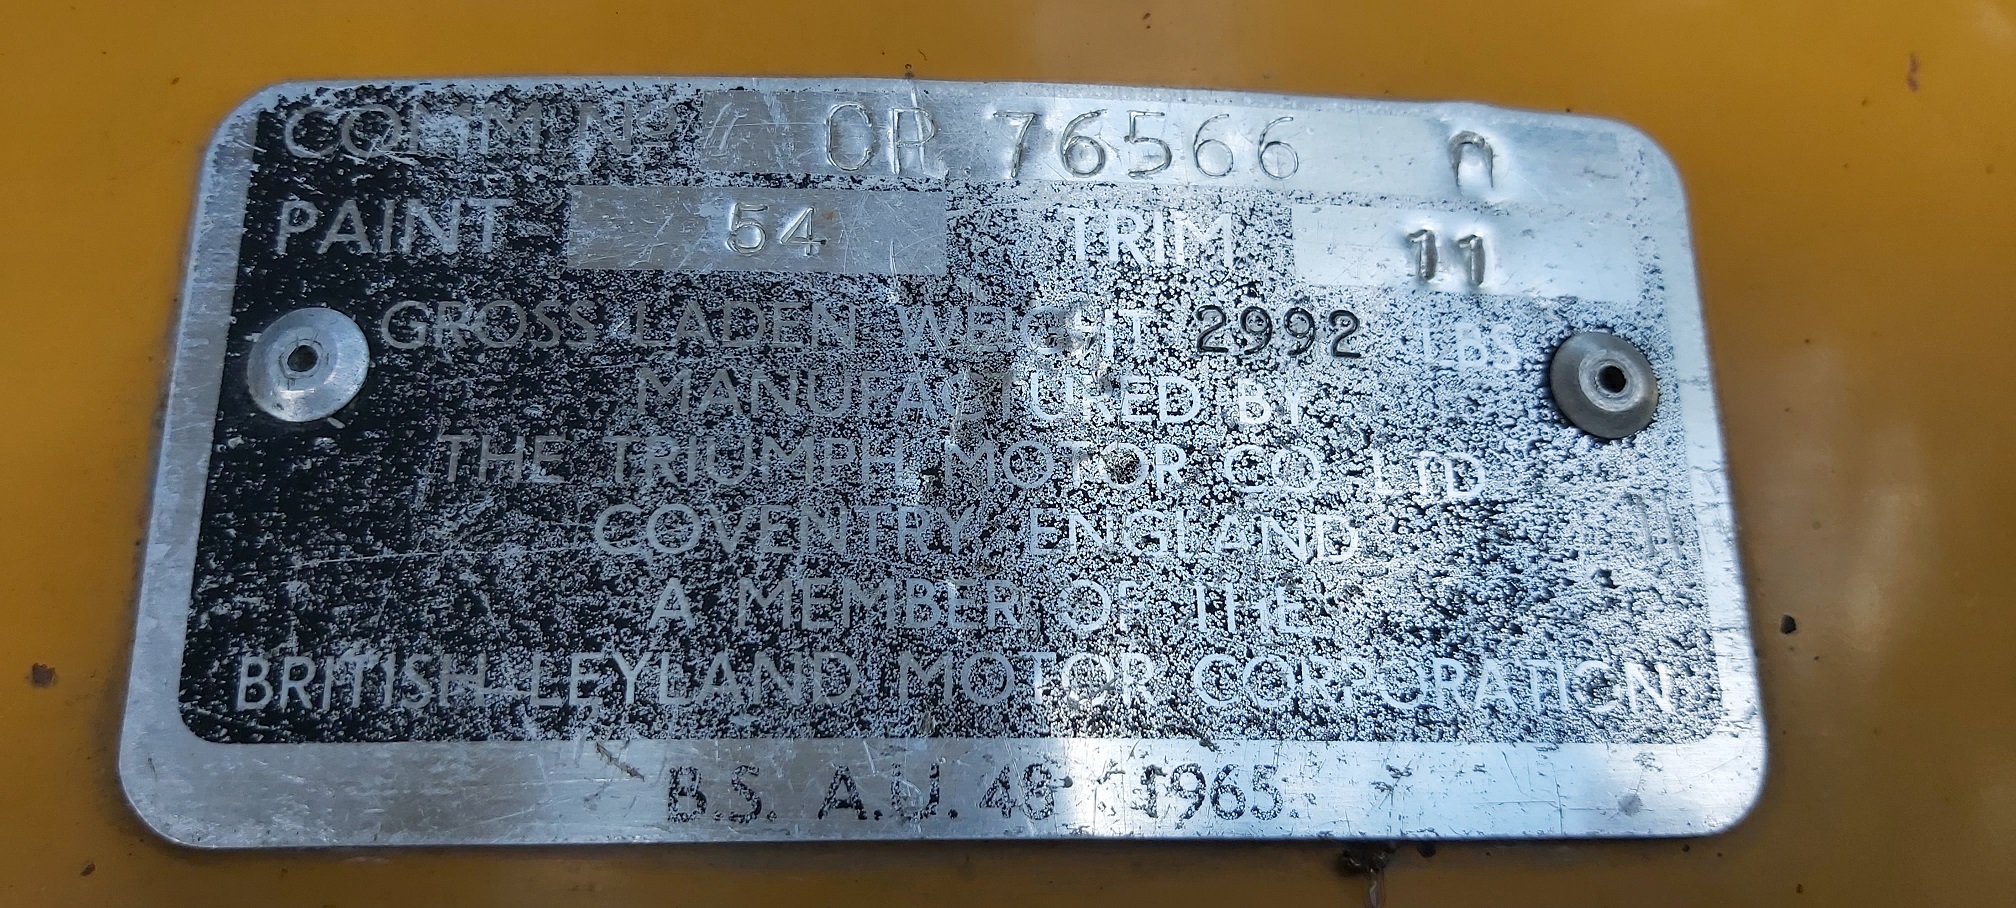 COMM. No CP. 76566 O
PAINT 54 TRIM 11
GROSS LADEN WEIGHT 2992 LBS
MANUFACTURED BY
THE TRIUMPH MOTOR CO. LTD
COVENTRY, ENGLAND
A MEMBER OF THE
BRITISH LEYLAND MOTOR CORPORATION
B.S. A.U. 48 1965.